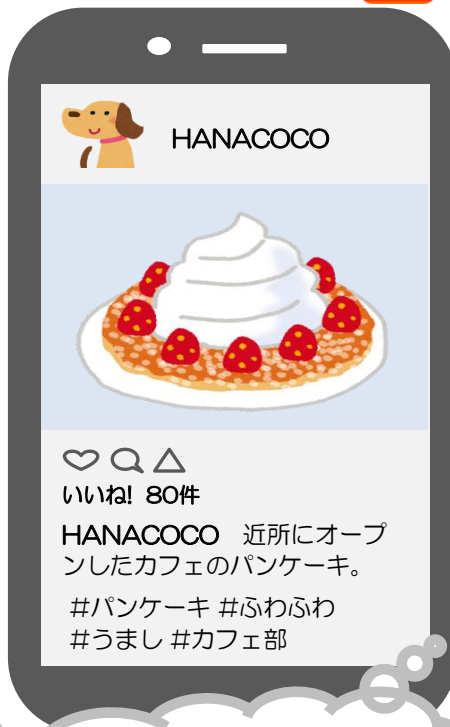 HANACOCO
いいね! 80件
HANACOCO 近所にオープ
ンしたカフェのパンケーキ。
#パンケーキ #ふわふわ
#うまし #カフェ部